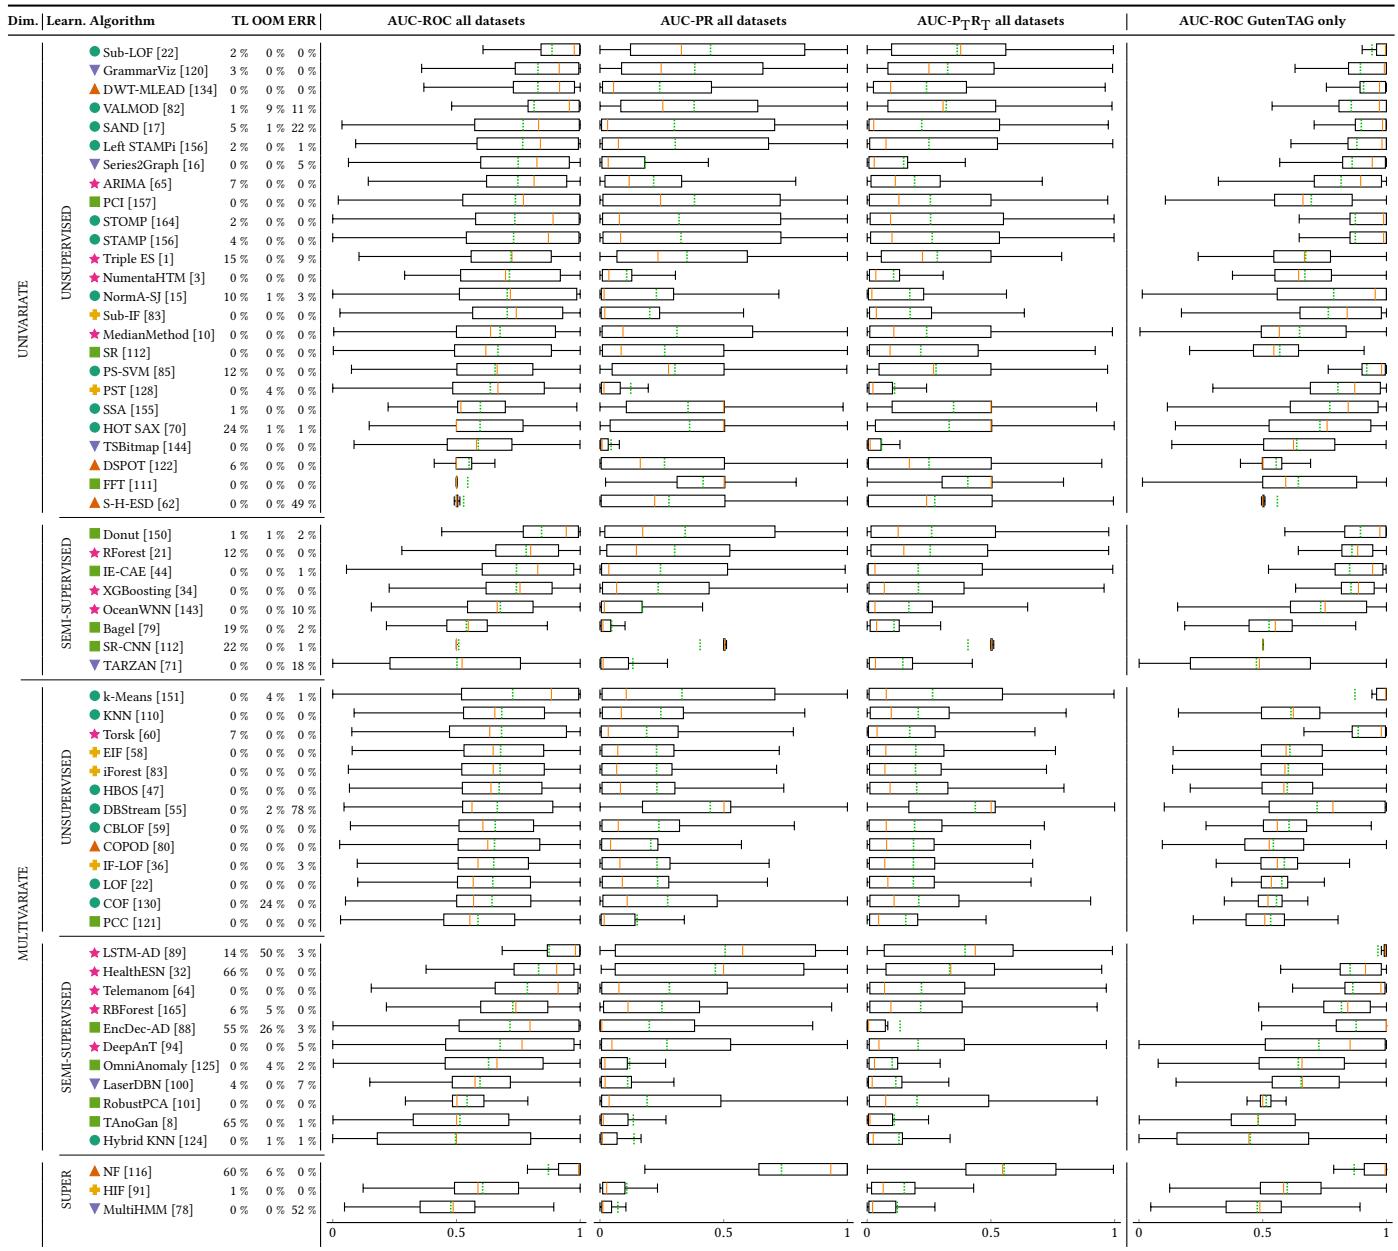 Dim. Learn. Algorithm TL OOM ERR AUC-ROC all datasets AUC-PR all datasets AUC-PTRT all datasets AUC-ROC GutenTAG only
UNIVARIATE
UNSUPERVISED
Sub-LOF [22] 2 % 0 % 0 %
GrammarViz [120] 3 % 0 % 0 %
DWT-MLEAD [134] 0 % 0 % 0 %
VALMOD [82] 1 % 9 % 11 %
SAND [17] 5 % 1 % 22 %
Left STAMPi [156] 2 % 0 % 1 %
Series2Graph [16] 0 % 0 % 5 %
ARIMA [65] 7 % 0 % 0 %
PCI [157] 0 % 0 % 0 %
STOMP [164] 2 % 0 % 0 %
STAMP [156] 4 % 0 % 0 %
Triple ES [1] 15 % 0 % 9 %
NumentaHTM [3] 0 % 0 % 0 %
NormA-SJ [15] 10 % 1 % 3 %
Sub-IF [83] 0 % 0 % 0 %
MedianMethod [10] 0 % 0 % 0 %
SR [112] 0 % 0 % 0 %
PS-SVM [85] 12 % 0 % 0 %
PST [128] 0 % 4 % 0 %
SSA [155] 1 % 0 % 0 %
HOT SAX [70] 24 % 1 % 1 %
TSBitmap [144] 0 % 0 % 0 %
DSPOT [122] 6 % 0 % 0 %
FFT [111] 0 % 0 % 0 %
S-H-ESD [62] 0 % 0 % 49 %
SEMI-SUPERVISED
Donut [150] 1 % 1 % 2 %
RForest [21] 12 % 0 % 0 %
IE-CAE [44] 0 % 0 % 1 %
XGBoosting [34] 0 % 0 % 0 %
OceanWNN [143] 0 % 0 % 10 %
Bagel [79] 19 % 0 % 2 %
SR-CNN [112] 22 % 0 % 1 %
TARZAN [71] 0 % 0 % 18 %
MULTIVARIATE
UNSUPERVISED
k-Means [151] 0 % 4 % 1 %
KNN [110] 0 % 0 % 0 %
Torsk [60] 7 % 0 % 0 %
EIF [58] 0 % 0 % 0 %
iForest [83] 0 % 0 % 0 %
HBOS [47] 0 % 0 % 0 %
DBStream [55] 0 % 2 % 78 %
CBLOF [59] 0 % 0 % 0 %
COPOD [80] 0 % 0 % 0 %
IF-LOF [36] 0 % 0 % 3 %
LOF [22] 0 % 0 % 0 %
COF [130] 0 % 24 % 0 %
PCC [121] 0 % 0 % 0 %
SEMI-SUPERVISED
LSTM-AD [89] 14 % 50 % 3 %
HealthESN [32] 66 % 0 % 0 %
Telemanom [64] 0 % 0 % 0 %
RBForest [165] 6 % 5 % 0 %
EncDec-AD [88] 55 % 26 % 3 %
DeepAnT [94] 0 % 0 % 5 %
OmniAnomaly [125] 0 % 4 % 2 %
LaserDBN [100] 4 % 0 % 7 %
RobustPCA [101] 0 % 0 % 0 %
TAnoGan [8] 65 % 0 % 1 %
Hybrid KNN [124] 0 % 1 % 1 %
SUPER
NF [116] 60 % 6 % 0 %
HIF [91] 1 % 0 % 0 %
MultiHMM [78] 0 % 0 % 52 %
0 0.5 1 0 0.5 1 0 0.5 1 0 0.5 1